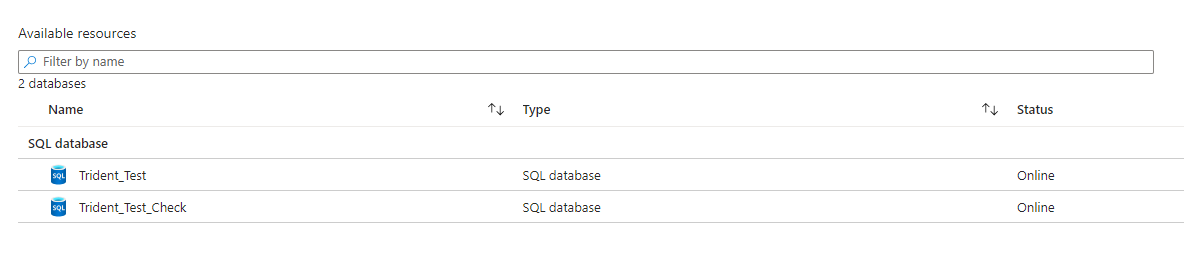 Available resources
Filter by name
2 databases
Name Type Status
SQL database
SQL Trident_Test SQL database Online
SQL Trident_Test_Check SQL database Online